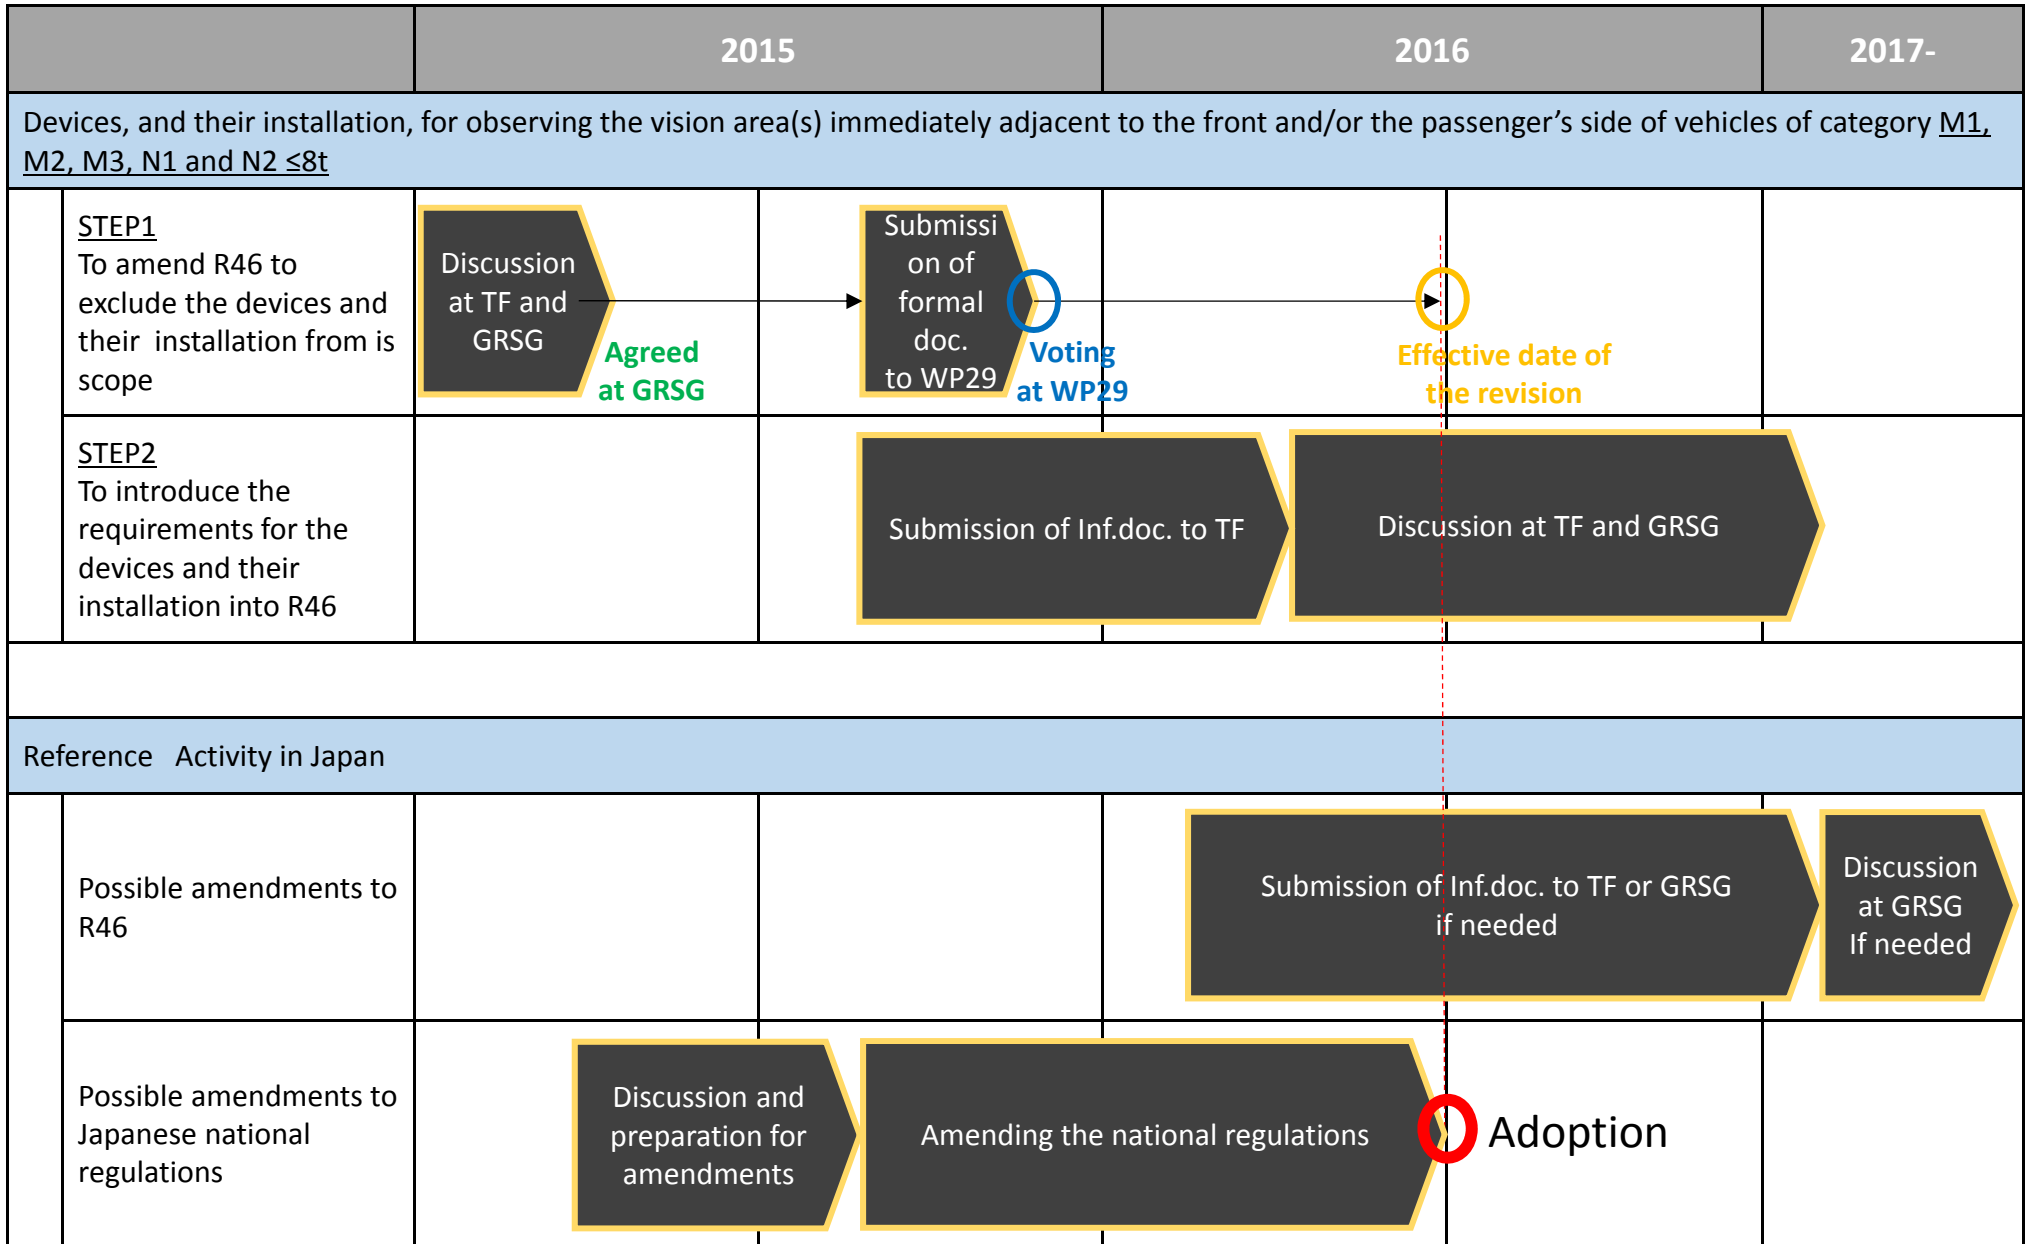 2015
2016
2017-
Devices, and their installation, for observing the vision area(s) immediately adjacent to the front and/or the passenger’s side of vehicles of category M1,
M2, M3, N1 and N2 ≤8t
STEP1
To amend R46 to
exclude the devices and
their installation from is
scope
Discussion
at TF and
GRSG
Agreed
at GRSG
Submissi
on of
formal
doc.
to WP29
Voting
at WP29
Effective date of
the revision
STEP2
To introduce the
requirements for the
devices and their
installation into R46
Submission of Inf.doc. to TF
Discussion at TF and GRSG
Reference Activity in Japan
Possible amendments to
R46
Submission of Inf.doc. to TF or GRSG
if needed
Discussion
at GRSG
If needed
Possible amendments to
Japanese national
regulations
Discussion and
preparation for
amendments
Amending the national regulations
Adoption